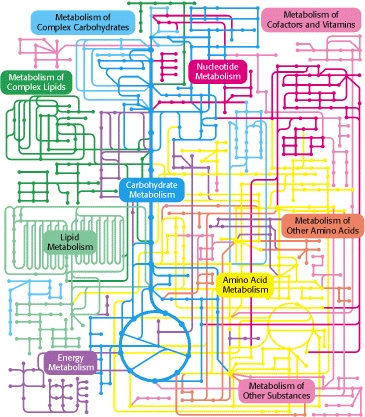 Metabolism of
Complex Carbohydrates
Metabolism of
Cofactors and Vitamins
Nucleotide
Metabolism
Metabolism of
Complex Lipids
Carbohydrate
Metabolism
Metabolism of
Other Amino Acids
Lipid
Metabolism
Amino Acid
Metabolism
Energy
Metabolism
Metabolism of
Other Substances